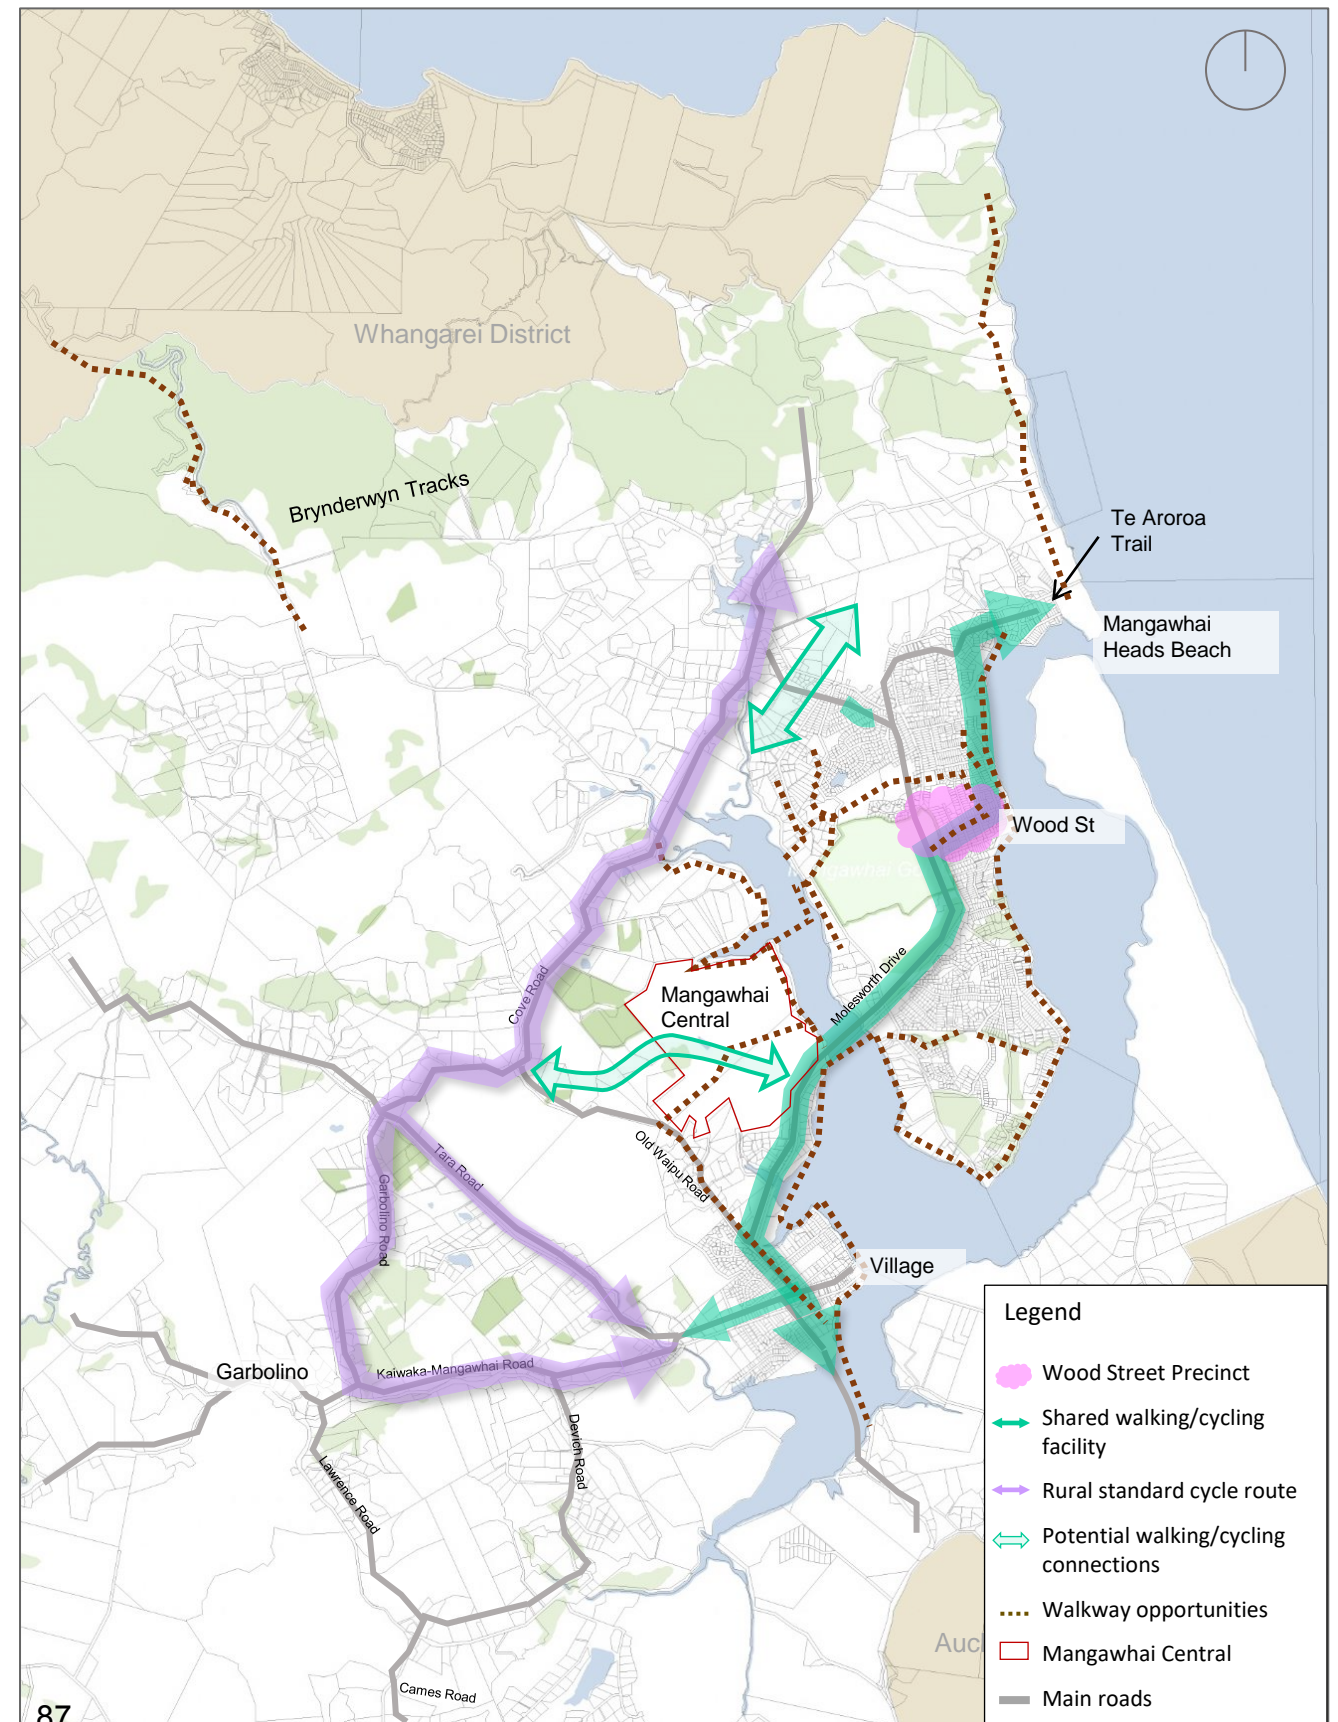 Whangarei District
Brynderwyn Tracks
Te Aroroa
Trail
Mangawhai
Heads Beach
Wood St
Mangawhai G
Molesworth Drive
Cove Road
Mangawhai
Central
Tara Road
Old Waipu Road
Garbolino Road
Village
Garbolino
Kaiwaka-Mangawhai Road
Devich Road
Lawrence Road
Cames Road
Auc
87
Legend
Wood Street Precinct
Shared walking/cycling
facility
Rural standard cycle route
Potential walking/cycling
connections
Walkway opportunities
Mangawhai Central
Main roads